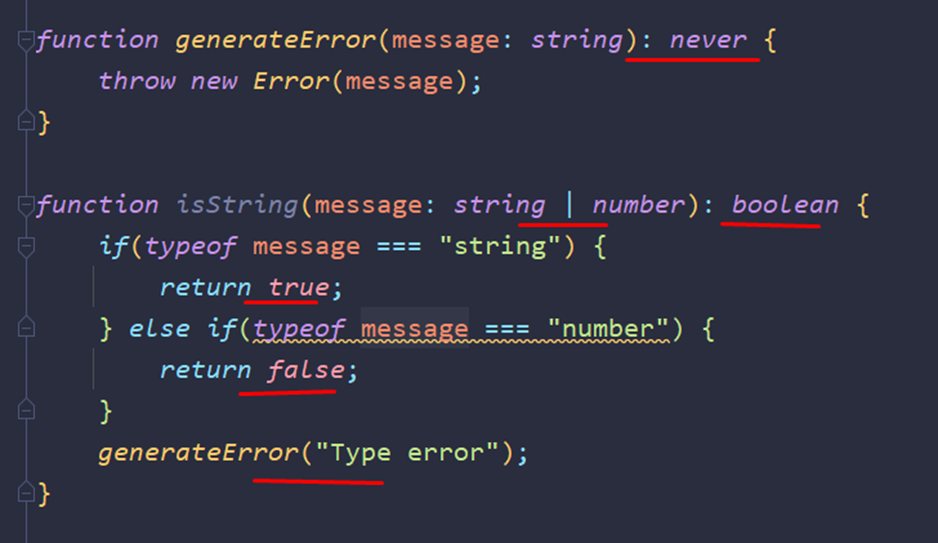 function generateError(message: string): never {
    throw new Error(message);
}
function isString(message: string | number): boolean {
    if(typeof message === "string") {
        return true;
    } else if(typeof message === "number") {
        return false;
    }
    generateError("Type error");
}